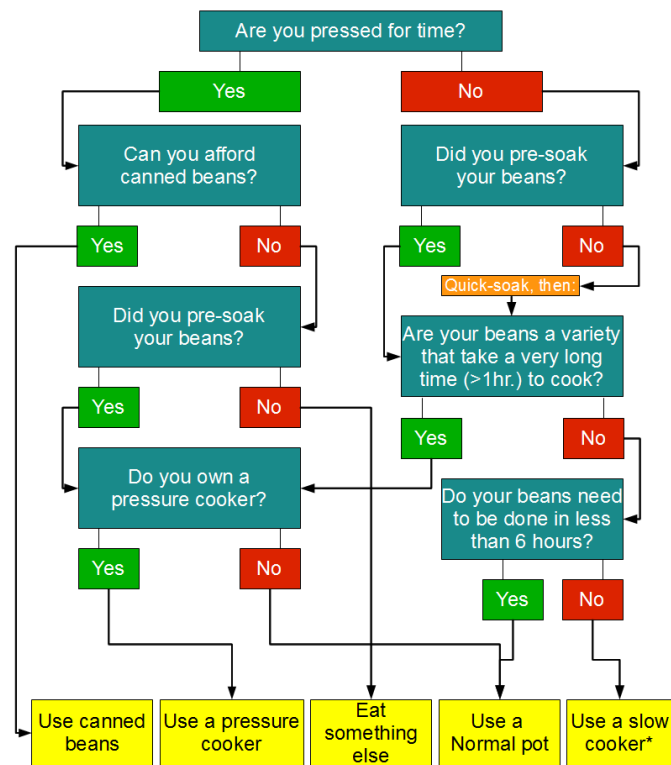 Are you pressed for time?
Yes
No
Can you afford
canned beans?
Did you pre-soak
your beans?
Yes
No
Yes
No
Quick-soak, then:
Did you pre-soak
your beans?
Are your beans a variety
that take a very long
time (>1hr.) to cook?
Yes
No
Yes
No
Do you own a
pressure cooker?
Do your beans need
to be done in less
than 6 hours?
Yes
No
Yes
No
Use canned
beans
Use a pressure
cooker
Eat
something
else
Use a
Normal pot
Use a slow
cooker*